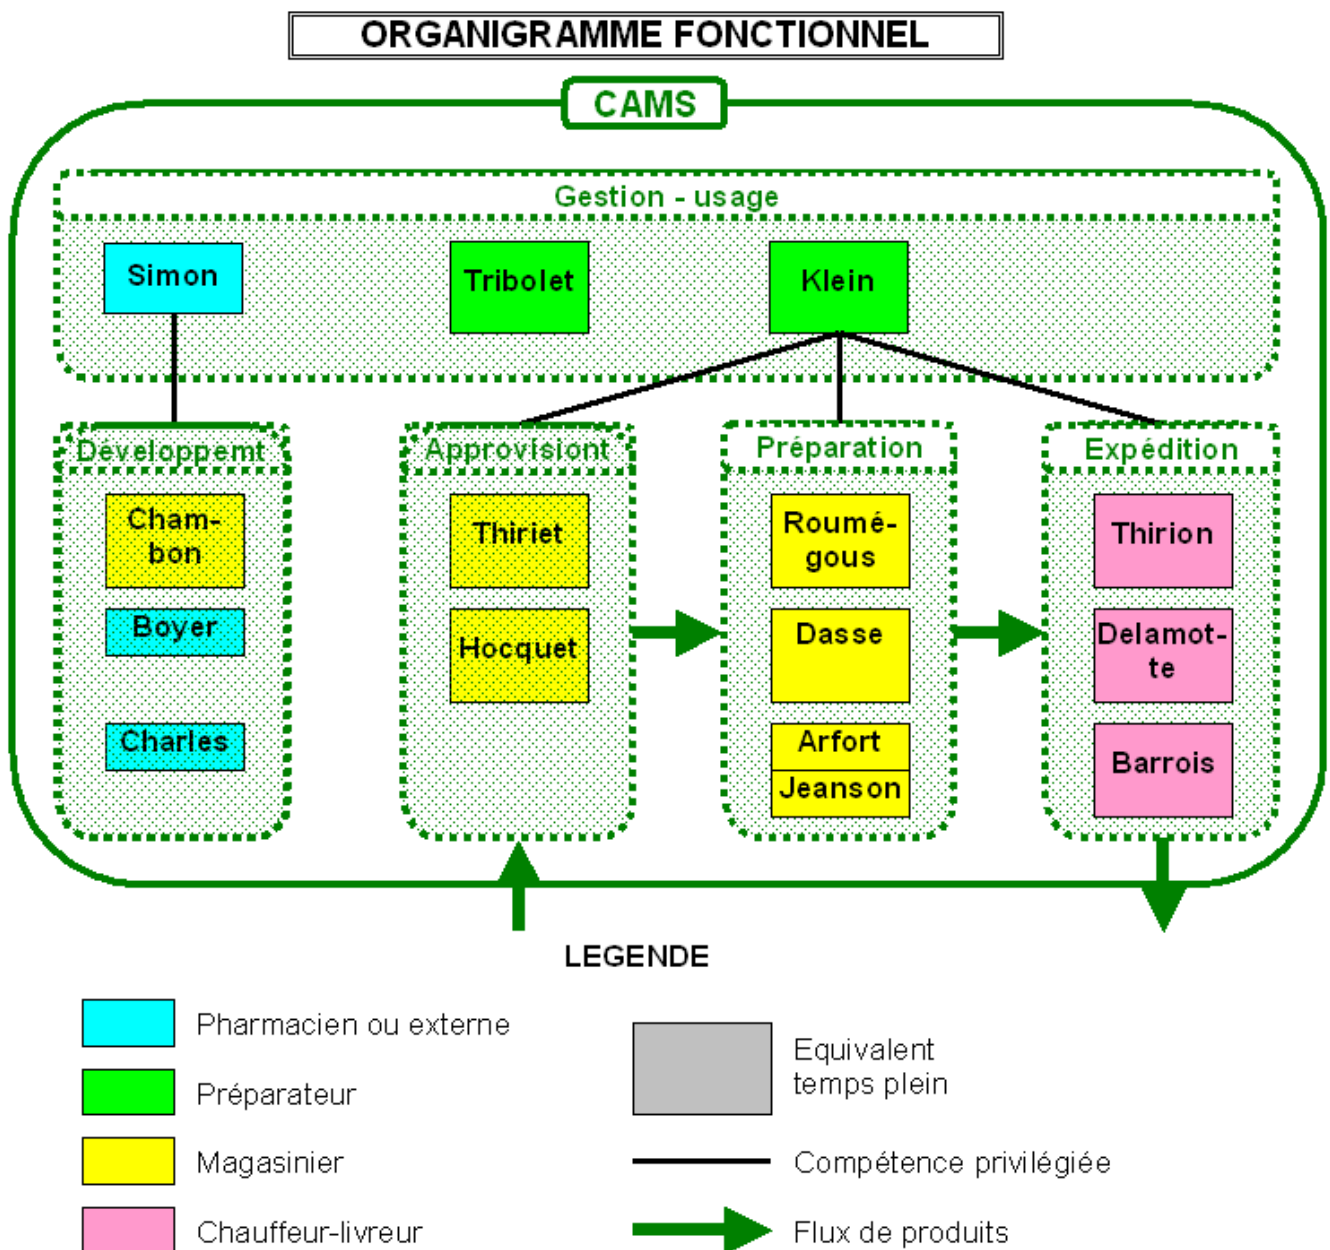 ORGANIGRAMME FONCTIONNEL
CAMS
Gestion - usage
Simon
Tribolet
Klein
Développemt
Approvisiont
Préparation
Expédition
Cham-
bon
Thiriet
Roumé-
gous
Thirion
Boyer
Hocquet
Dasse
Delamot-
te
Charles
Arfort
Jeanson
Barrois
LEGENDE
Pharmacien ou externe
Equivalent
temps plein
Préparateur
Magasinier
Compétence privilégiée
Chauffeur-livreur
Flux de produits